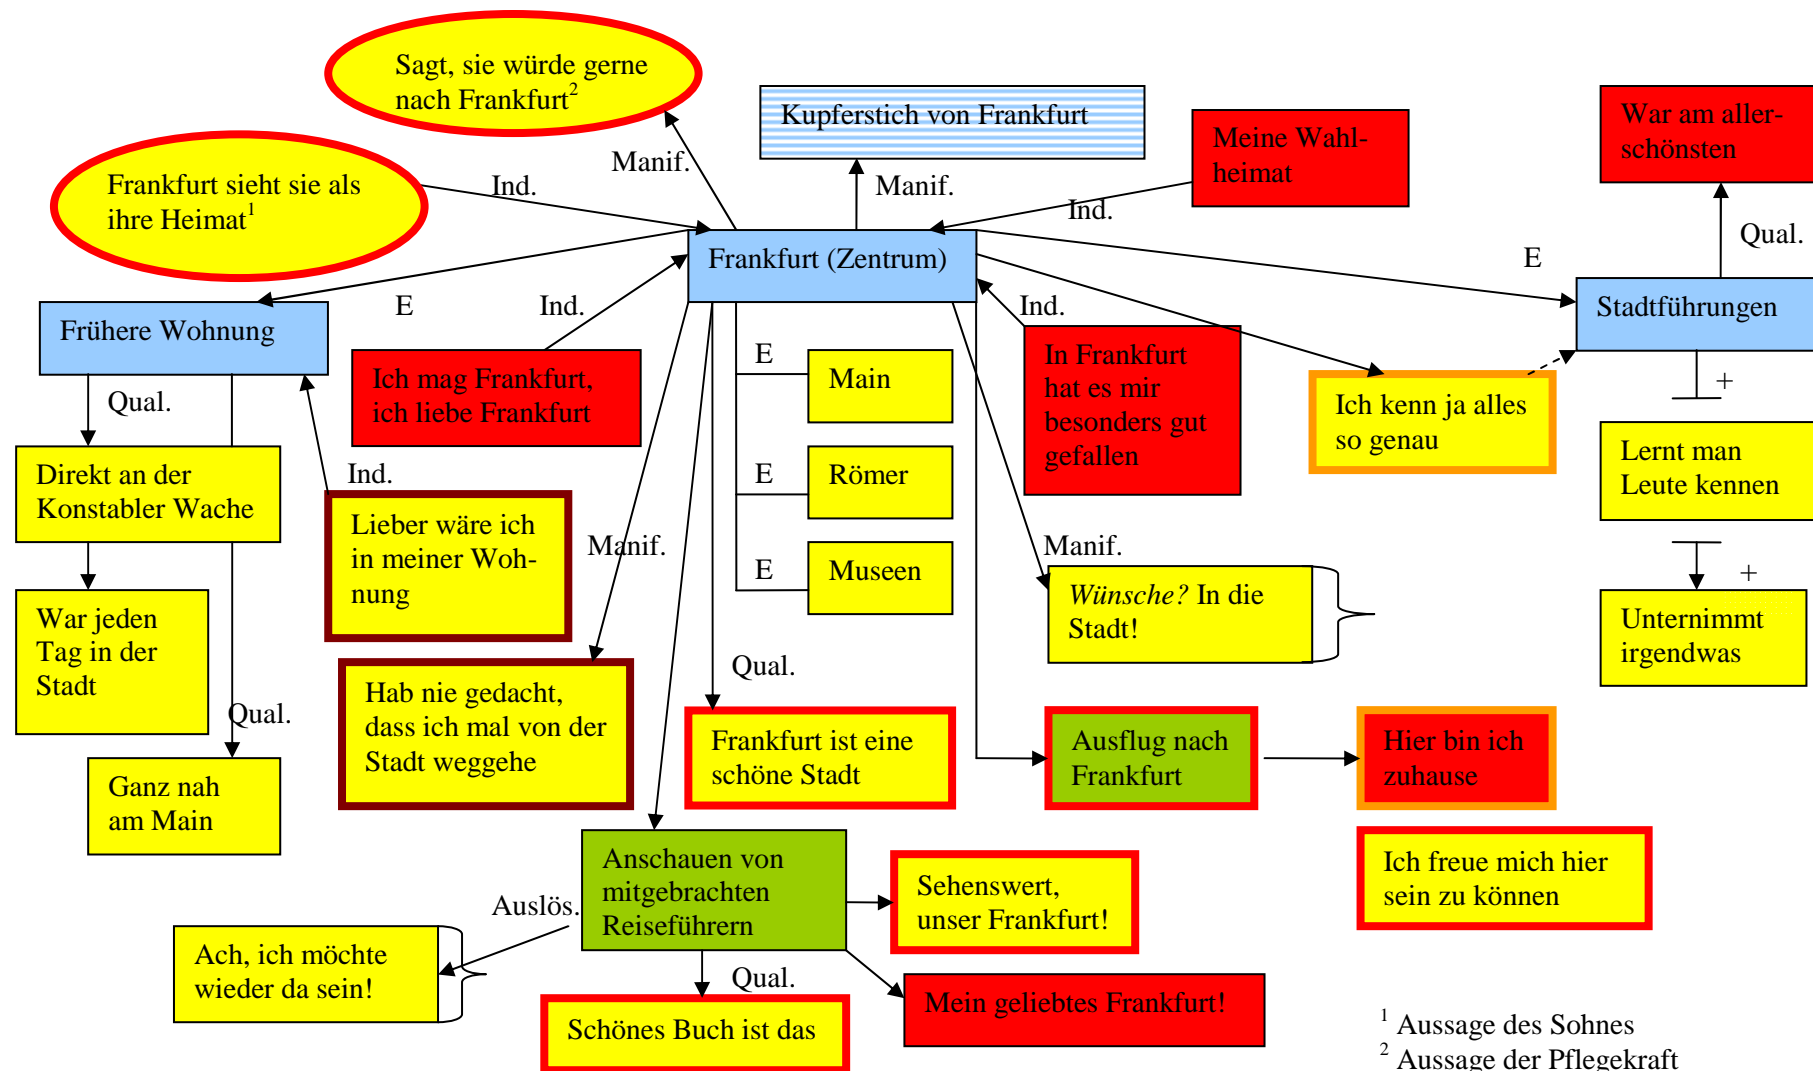 Sagt, sie würde gerne
nach Frankfurt²
Kupferstich von Frankfurt
Meine Wahl-
heimat
War am aller-
schönsten
Frankfurt sieht sie als
ihre Heimat¹
Manif.
Ind.
Manif.
Ind.
Qual.
Frankfurt (Zentrum)
E
Stadtführungen
Frühere Wohnung
E
Ind.
Ind.
Ich mag Frankfurt,
ich liebe Frankfurt
E
Main
In Frankfurt
hat es mir
besonders gut
gefallen
Ich kenn ja alles
so genau
+
Qual.
Direkt an der
Konstabler Wache
Ind.
E
Römer
Lernt man
Leute kennen
Lieber wäre ich
in meiner Woh-
nung
Manif.
E
Museen
Manif.
Wünsche? In die
Stadt!
+
Unternimmt
irgendwas
War jeden
Tag in der
Stadt
Qual.
Hab nie gedacht,
dass ich mal von der
Stadt weggehe
Qual.
Frankfurt ist eine
schöne Stadt
Ausflug nach
Frankfurt
Hier bin ich
zuhause
Ganz nah
am Main
Anschauen von
mitgebrachten
Reiseführern
Sehenswert,
unser Frankfurt!
Ich freue mich hier
sein zu können
Auslös.
Ach, ich möchte
wieder da sein!
Qual.
Schönes Buch ist das
Mein geliebtes Frankfurt!
¹ Aussage des Sohnes
² Aussage der Pflegekraft